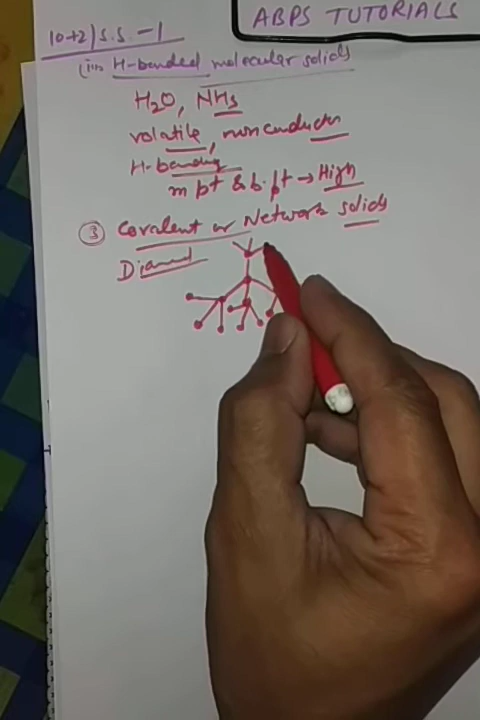 ABPS TUTORIALS
10+2) S.S. -1
(iii) H-bonded molecular solids
H2O, NH3
volatile, nonconductor
H-bonding
m pt & b.pt → High
③ Covalent or Network solids
Diamond